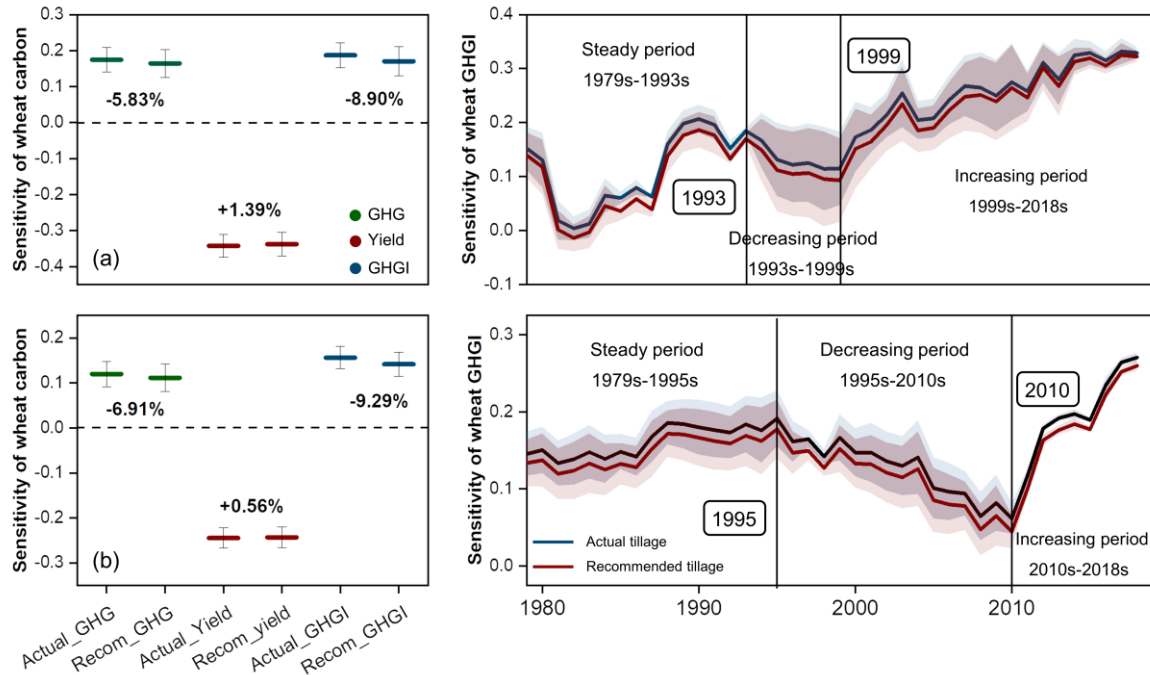 Sensitivity of wheat carbon
0.3
0.2
0.1
0.0
-0.1
-0.2
-0.3
-0.4
-5.83%
-8.90%
+1.39%
GHG
Yield
GHGI
(a)
Sensitivity of wheat GHGI
0.3
0.2
0.1
0.0
-0.1
Steady period
1979s-1993s
1993
Decreasing period
1993s-1999s
1999
Increasing period
1999s-2018s
Sensitivity of wheat carbon
0.2
0.1
0.0
-0.1
-0.2
-0.3
-6.91%
-9.29%
+0.56%
(b)
Actual_GHG
Recom_GHG
Actual_Yield
Recom_yield
Actual_GHGI
Recom_GHGI
Sensitivity of wheat GHGI
0.3
0.2
0.1
0.0
Steady period
1979s-1995s
1995
Decreasing period
1995s-2010s
2010
Increasing period
2010s-2018s
Actual tillage
Recommended tillage
1980
1990
2000
2010